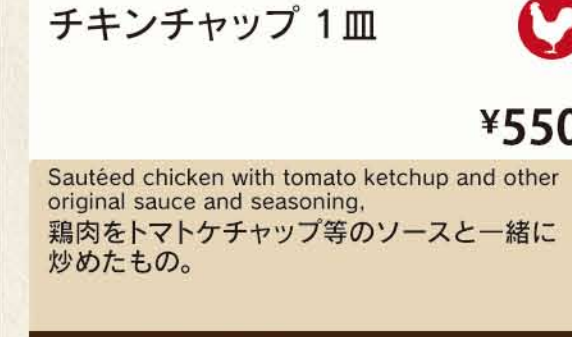 チキンチャップ 1皿
¥550
Sautéed chicken with tomato ketchup and other
original sauce and seasoning,
鶏肉をトマトケチャップ等のソースと一緒に
炒めたもの。